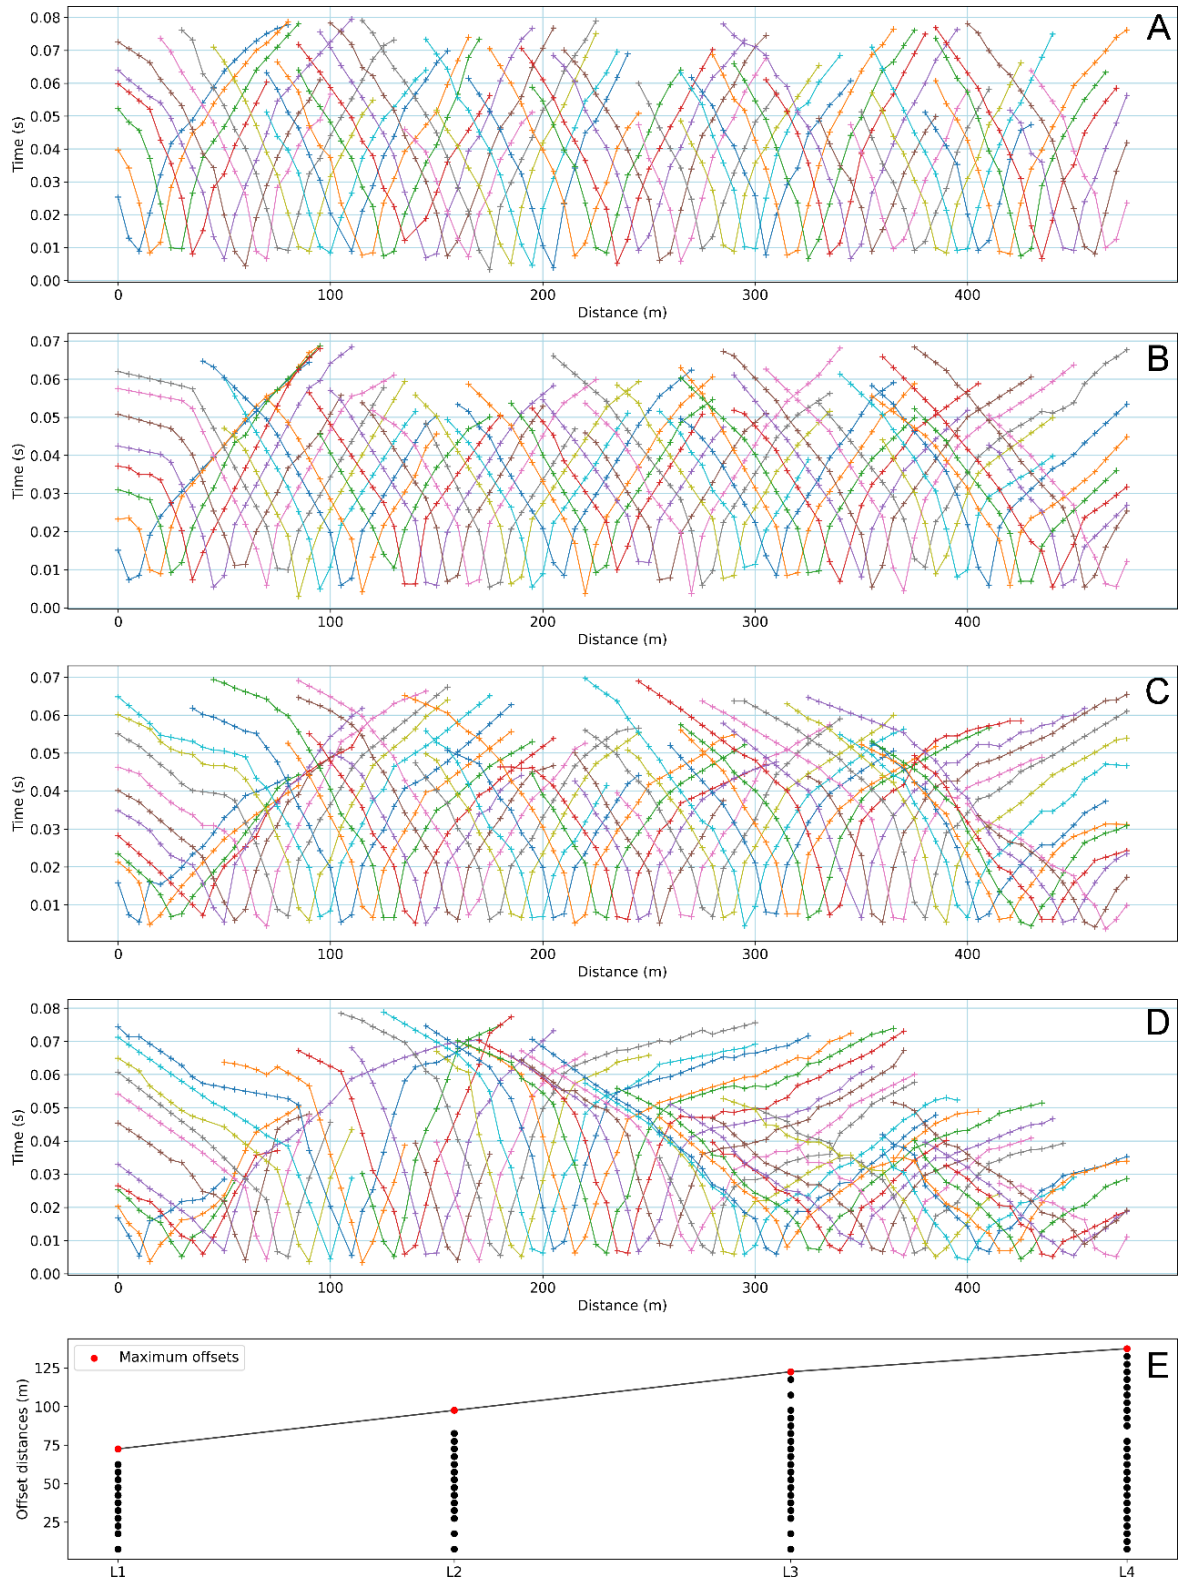 A
0.08
0.07
0.06
0.05
0.04
0.03
0.02
0.01
0.00
Time (s)
0 100 200 300 400
Distance (m)
B
0.07
0.06
0.05
0.04
0.03
0.02
0.01
0.00
Time (s)
0 100 200 300 400
Distance (m)
C
0.07
0.06
0.05
0.04
0.03
0.02
0.01
Time (s)
0 100 200 300 400
Distance (m)
D
0.08
0.07
0.06
0.05
0.04
0.03
0.02
0.01
0.00
Time (s)
0 100 200 300 400
Distance (m)
E
Maximum offsets
125
100
75
50
25
Offset distances (m)
L1 L2 L3 L4